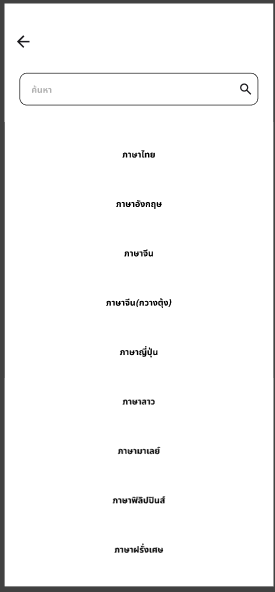 ค้นหา
ภาษาไทย
ภาษาอังกฤษ
ภาษาจีน
ภาษาจีน(กวางตุ้ง)
ภาษาญี่ปุ่น
ภาษาลาว
ภาษามาเลย์
ภาษาฟิลิปปินส์
ภาษาฝรั่งเศษ